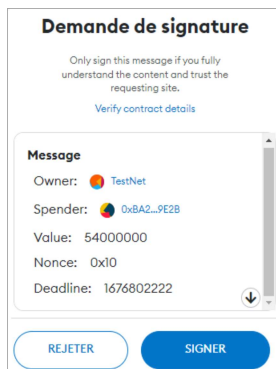 Demande de signature
Only sign this message if you fully
understand the content and trust the
requesting site.
Verify contract details
Message
Owner: TestNet
Spender: 0xBA2...9E2B
Value: 54000000
Nonce: 0x10
Deadline: 1676802222
REJETER
SIGNER